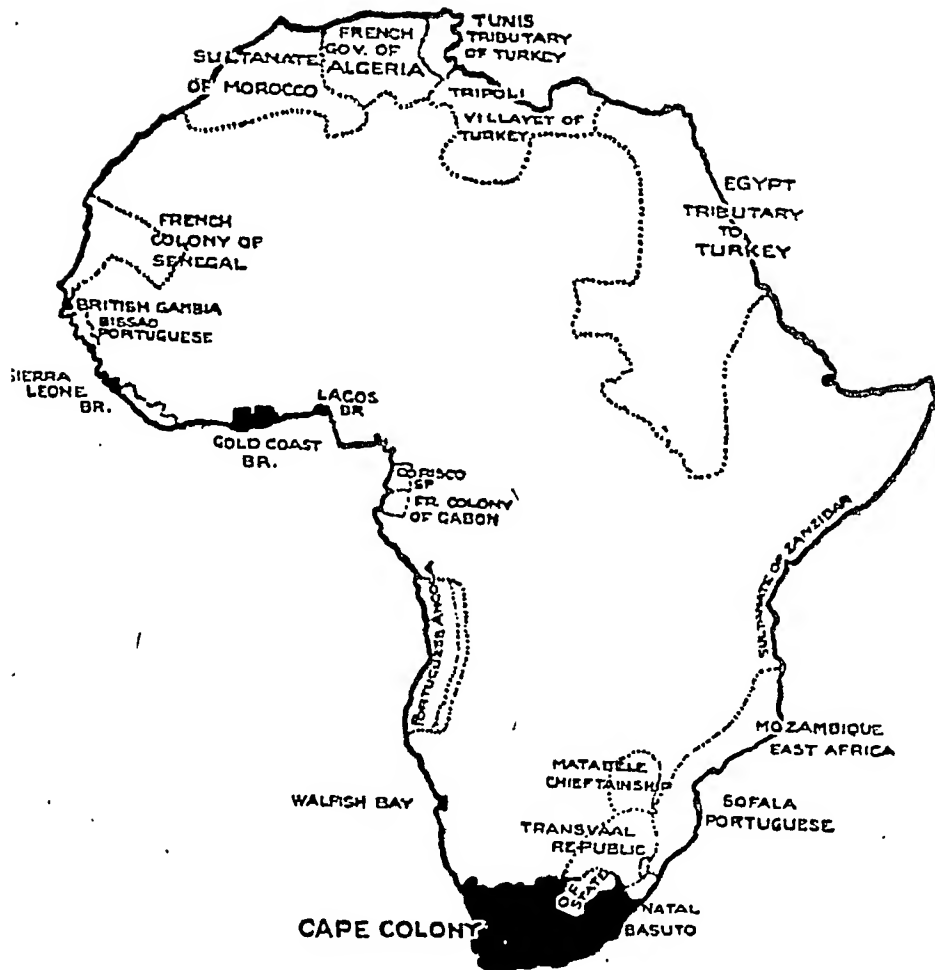 TUNIS
TRIBUTARY
OF TURKEY
FRENCH
GOV. OF
ALGERIA
SULTANATE
OF MOROCCO
TRIPOLI
VILLAYET OF
TURKEY
EGYPT
TRIBUTARY
TO
TURKEY
FRENCH
COLONY OF
SENEGAL
BRITISH GAMBIA
BISSAO
PORTUGUESE
SIERRA
LEONE
BR.
GOLD COAST
BR.
LAGOS
BR
CORISCO
SP
FR. COLONY
OF GABON
SULTANATE OF ZANZIBAR
PORTUGUESE
MOZAMBIQUE
EAST AFRICA
MATABELE
CHIEFTAINSHIP
WALFISH BAY
SOFALA
PORTUGUESE
TRANSVAAL
REPUBLIC
OF
STATE
NATAL
BASUTO
CAPE COLONY